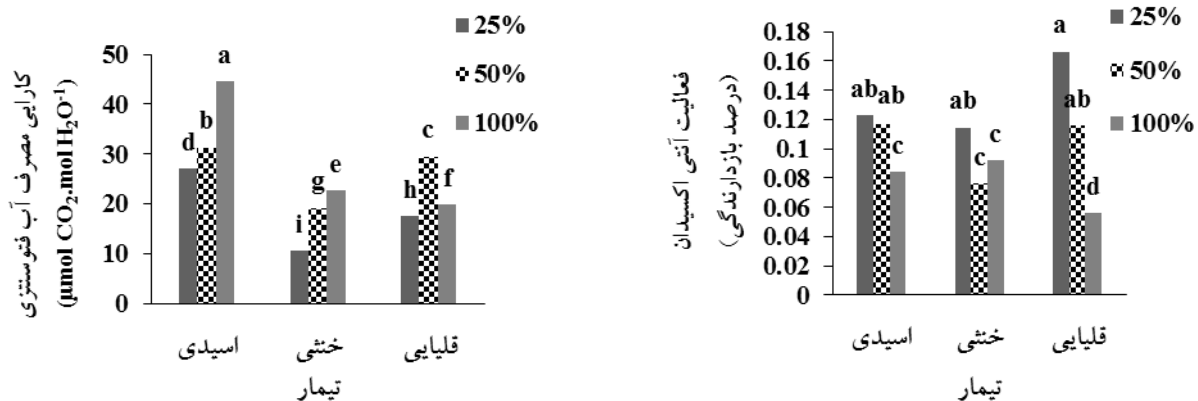 کارایی مصرف آب فتوسنتزی
(µmol CO₂.mol H₂O⁻¹)
50
40
30
20
10
0
25%
50%
100%
d b a
i g e
h c f
اسیدی خنثی قلیایی
تیمار
فعالیت آنتی اکسیدان
(درصد بازدارندگی)
0.18
0.16
0.14
0.12
0.1
0.08
0.06
0.04
0.02
0
25%
50%
100%
ab ab c
ab c c
a ab d
اسیدی خنثی قلیایی
تیمار